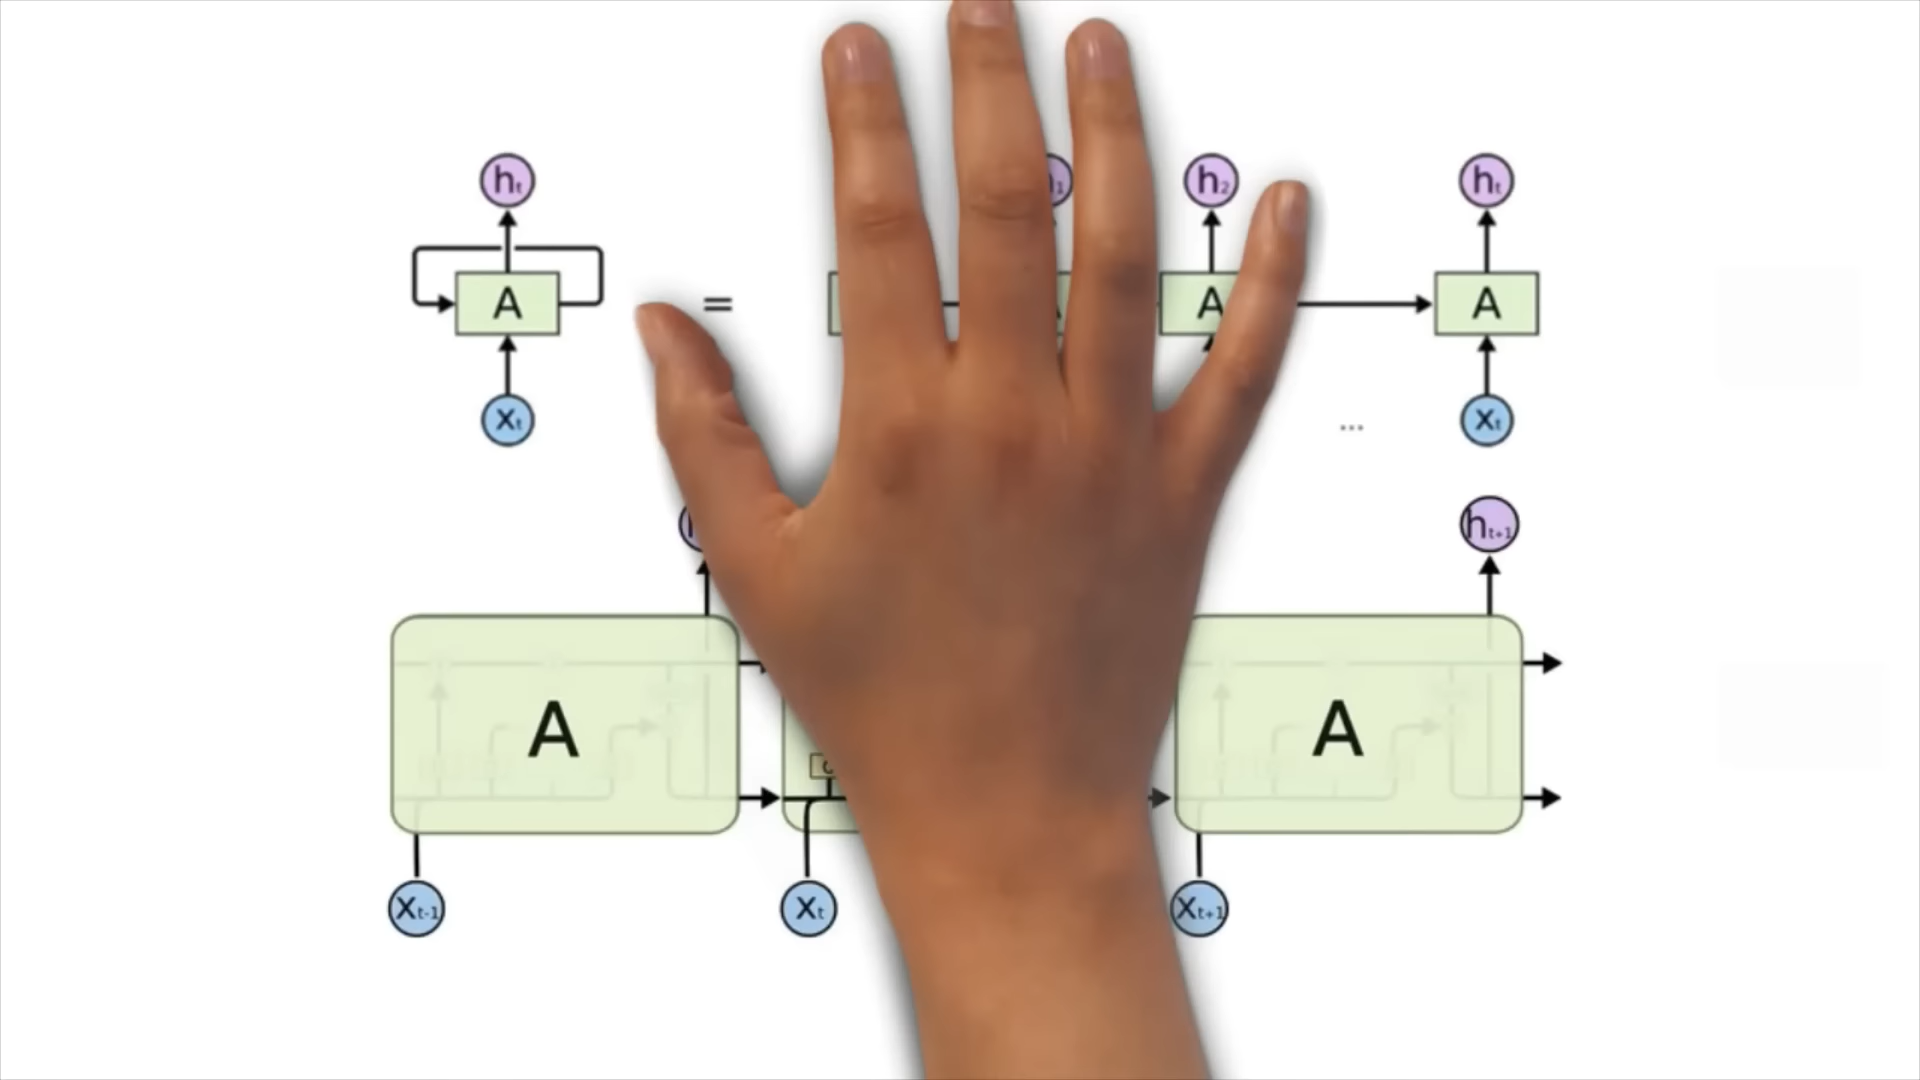 ht h2 ht
A = A A
xt ... xt
ht+1
A A
xt-1 xt xt+1